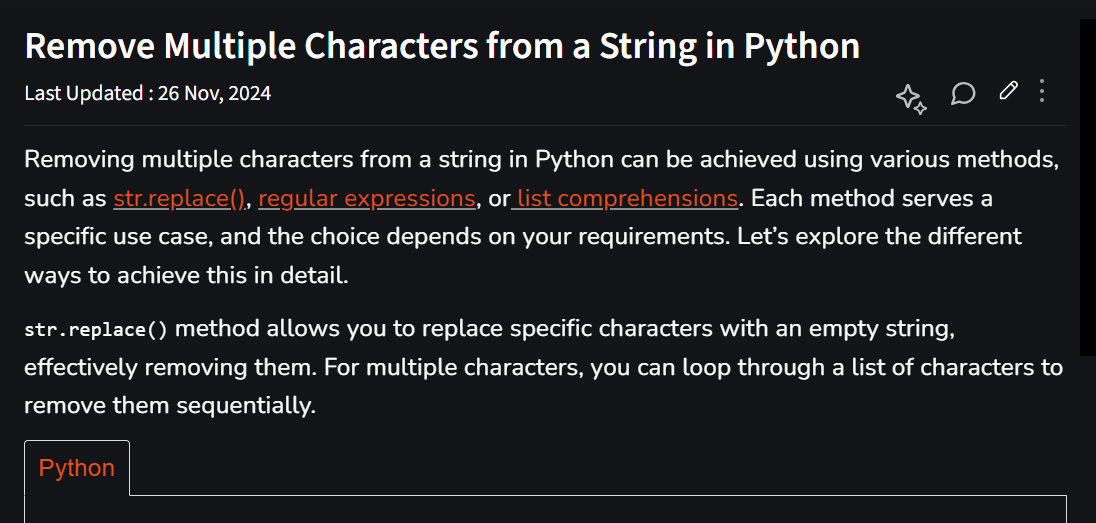 Remove Multiple Characters from a String in Python
Last Updated : 26 Nov, 2024
Removing multiple characters from a string in Python can be achieved using various methods,
such as str.replace(), regular expressions, or list comprehensions. Each method serves a
specific use case, and the choice depends on your requirements. Let’s explore the different
ways to achieve this in detail.
str.replace() method allows you to replace specific characters with an empty string,
effectively removing them. For multiple characters, you can loop through a list of characters to
remove them sequentially.
Python